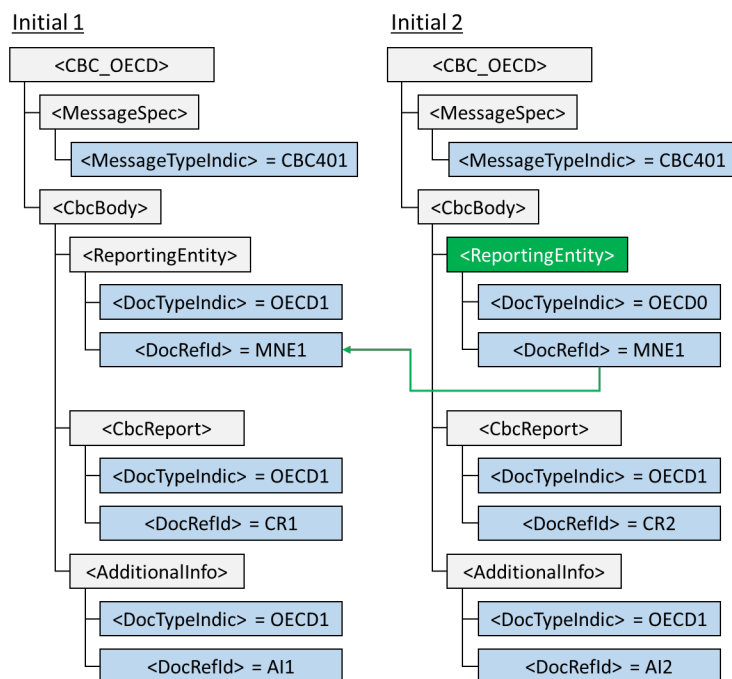 Initial 1
<CBC_OECD>
<MessageSpec>
<MessageTypeIndic> = CBC401
<CbcBody>
<ReportingEntity>
<DocTypeIndic> = OECD1
<DocRefId> = MNE1
<CbcReport>
<DocTypeIndic> = OECD1
<DocRefId> = CR1
<AdditionalInfo>
<DocTypeIndic> = OECD1
<DocRefId> = AI1
Initial 2
<CBC_OECD>
<MessageSpec>
<MessageTypeIndic> = CBC401
<CbcBody>
<ReportingEntity>
<DocTypeIndic> = OECD0
<DocRefId> = MNE1
<CbcReport>
<DocTypeIndic> = OECD1
<DocRefId> = CR2
<AdditionalInfo>
<DocTypeIndic> = OECD1
<DocRefId> = AI2